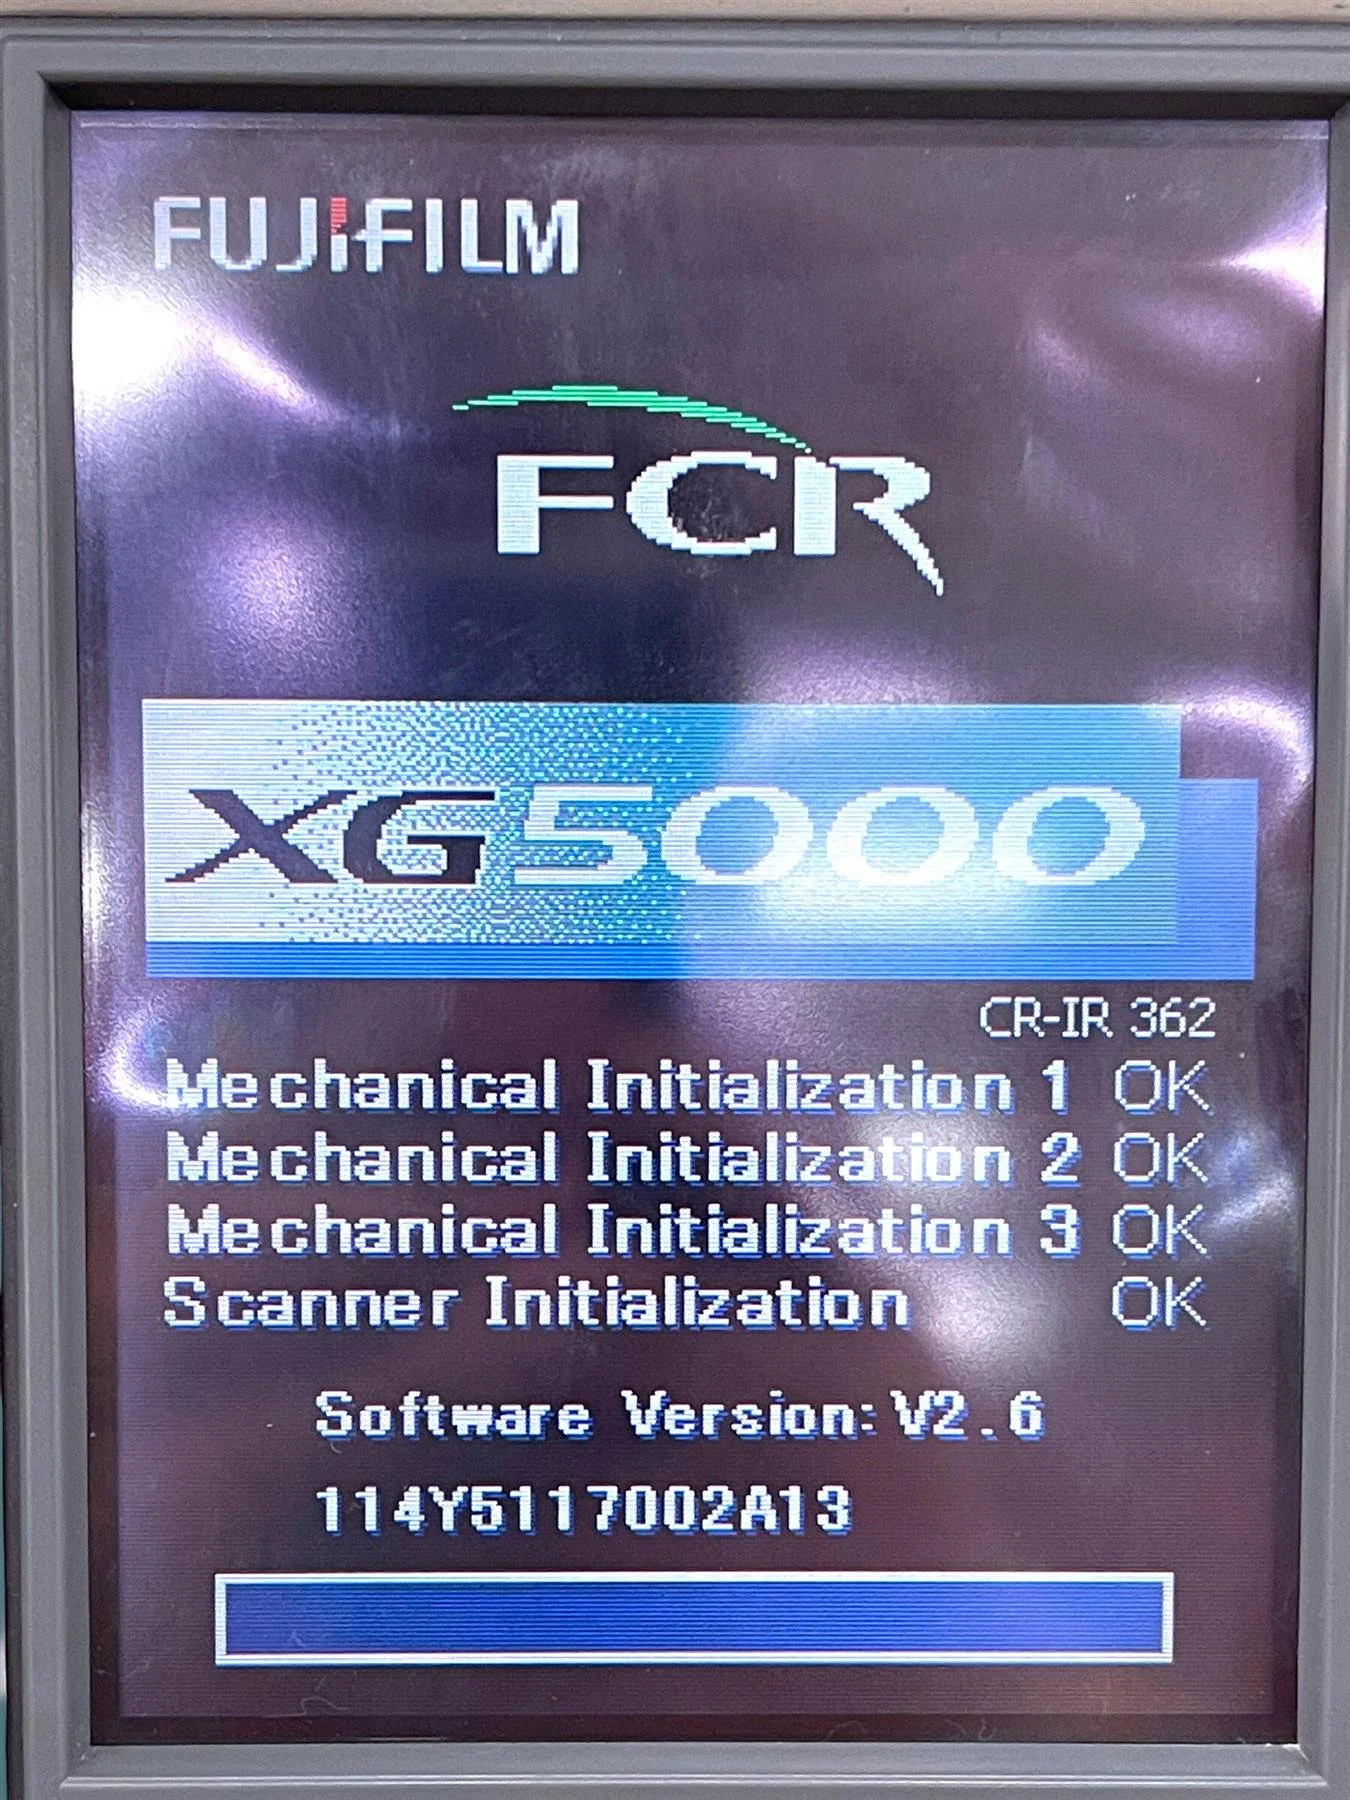 FUJIFILM
FCR
XG5000
CR-IR 362
Mechanical Initialization 1 OK
Mechanical Initialization 2 OK
Mechanical Initialization 3 OK
Scanner Initialization OK
Software Version: V2.6
114Y5117002A13